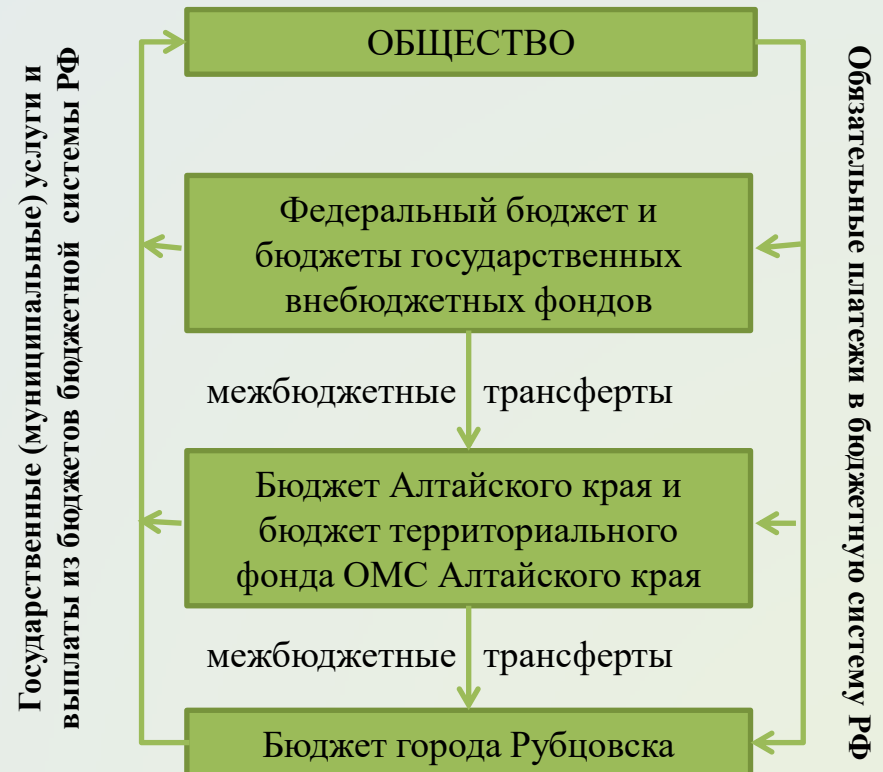 ОБЩЕСТВО
Государственные (муниципальные) услуги и
выплаты из бюджетов бюджетной системы РФ
Обязательные платежи в бюджетную систему РФ
Федеральный бюджет и
бюджеты государственных
внебюджетных фондов
межбюджетные трансферты
Бюджет Алтайского края и
бюджет территориального
фонда ОМС Алтайского края
межбюджетные трансферты
Бюджет города Рубцовска